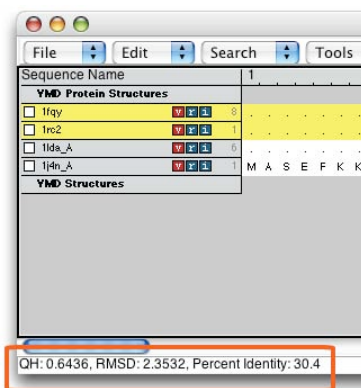 File Edit Search Tools
Sequence Name 1
YMD Protein Structures
1fqy v r i 8 . . . . . . .
1rc2 v r i 1 . . . . . . .
1lda_A v r i 6 . . . . . . .
1j4n_A v r i 1 M A S E F K K
YMD Structures
QH: 0.6436, RMSD: 2.3532, Percent Identity: 30.4